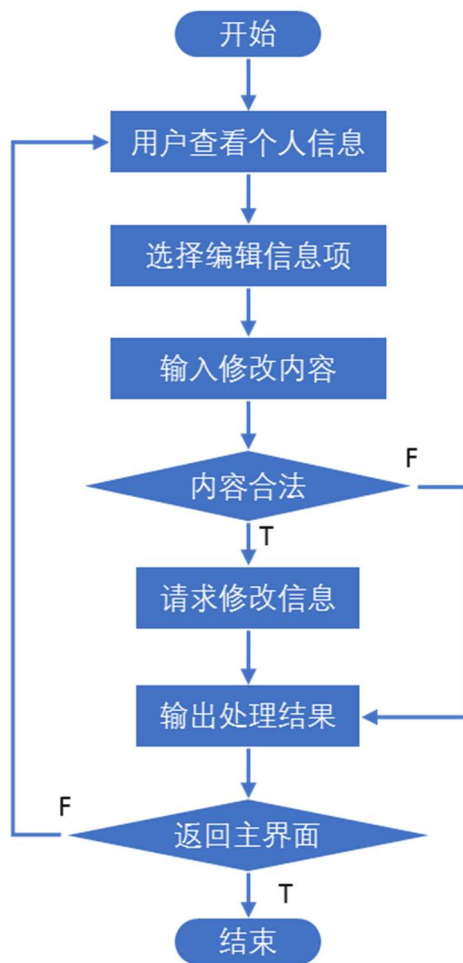 开始
用户查看个人信息
选择编辑信息项
输入修改内容
内容合法
F
T
请求修改信息
输出处理结果
F
返回主界面
T
结束